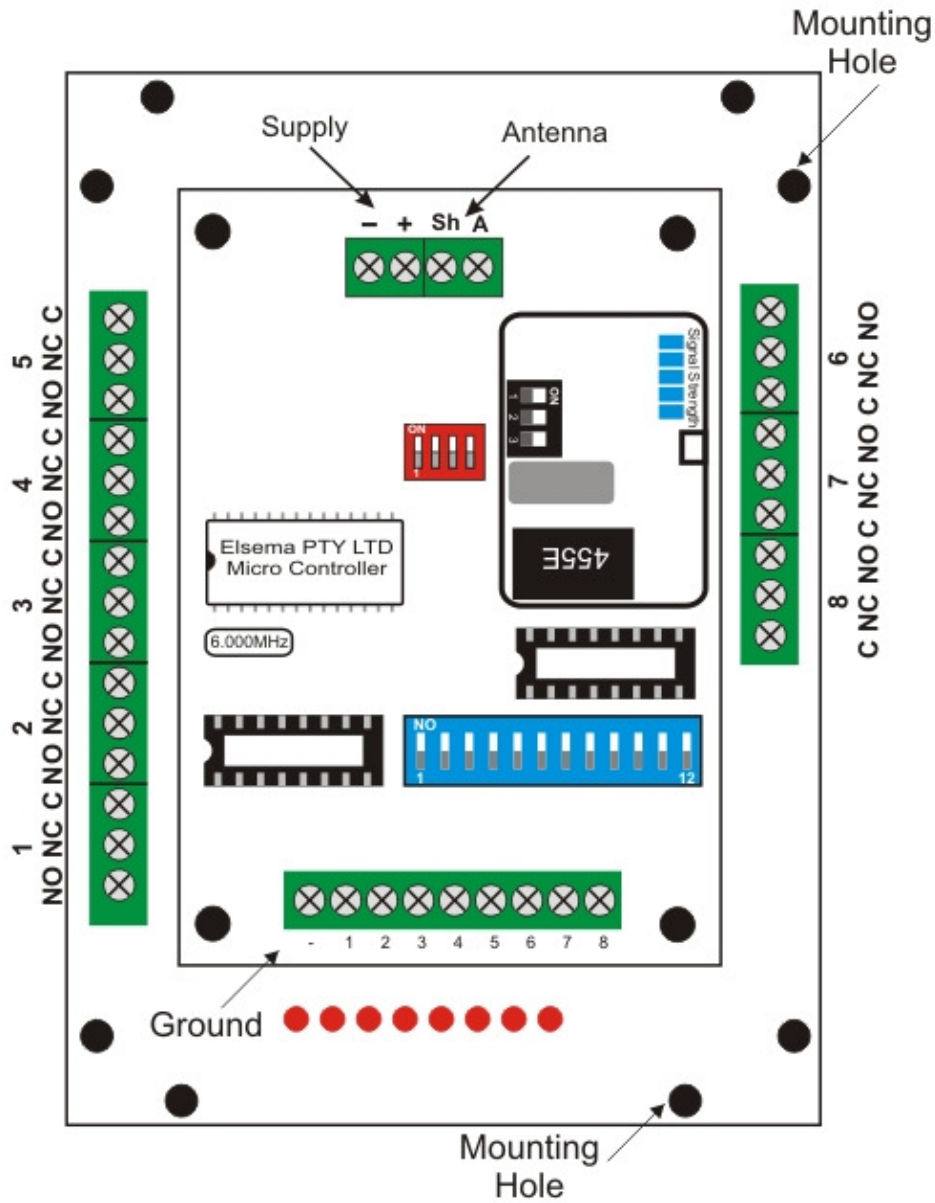 Mounting
Hole
Supply
Antenna
– + Sh A
5
NO NC C
4
NO NC C
3
NO NC C
2
NO NC C
1
NO NC C
6
C NC NO
7
C NC NO
8
C NC NO
Signal Strength
ON
1
2
3
ON
1
455E
Elsema PTY LTD
Micro Controller
6.000MHz
NO
1 12
- 1 2 3 4 5 6 7 8
Ground
Mounting
Hole